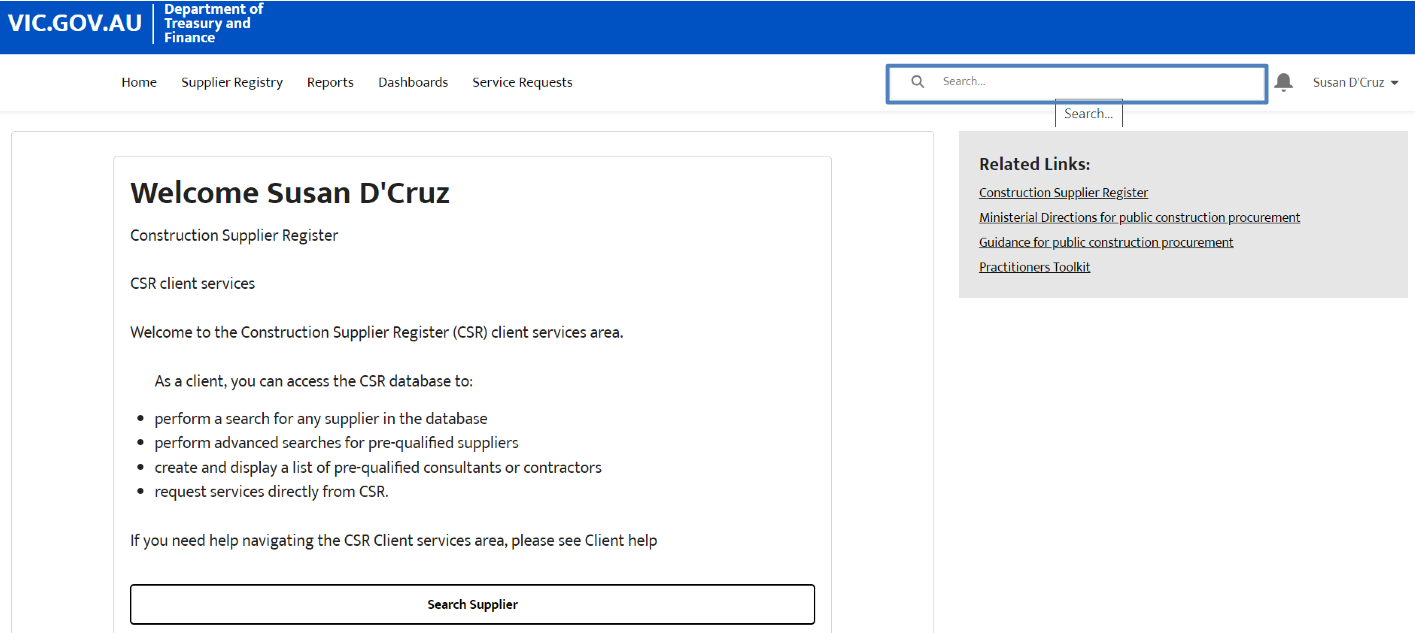 VIC.GOV.AU
Department of
Treasury and
Finance
Home
Supplier Registry
Reports
Dashboards
Service Requests
Search...
Susan D'Cruz
Search...
Welcome Susan D'Cruz
Construction Supplier Register
CSR client services
Welcome to the Construction Supplier Register (CSR) client services area.
As a client, you can access the CSR database to:
• perform a search for any supplier in the database
• perform advanced searches for pre-qualified suppliers
• create and display a list of pre-qualified consultants or contractors
• request services directly from CSR.
If you need help navigating the CSR Client services area, please see Client help
Search Supplier
Related Links:
Construction Supplier Register
Ministerial Directions for public construction procurement
Guidance for public construction procurement
Practitioners Toolkit